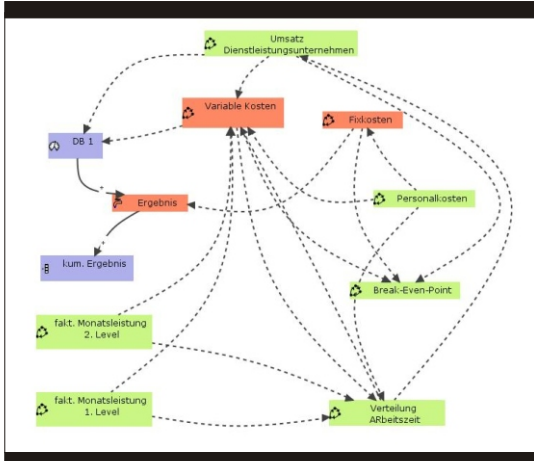 Umsatz
Dienstleistungsunternehmen
Variable Kosten
Fixkosten
DB 1
Ergebnis
Personalkosten
kum. Ergebnis
Break-Even-Point
fakt. Monatsleistung
2. Level
fakt. Monatsleistung
1. Level
Verteilung
ARbeitszeit